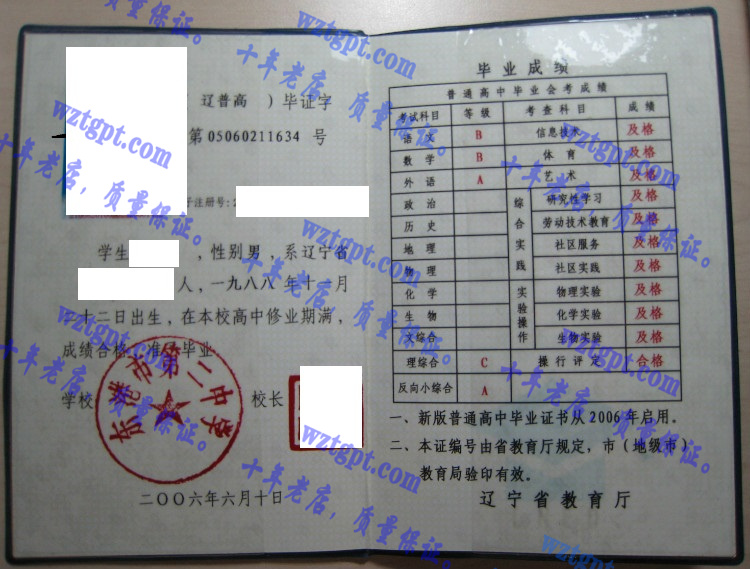 （辽普高）毕证字
第05060211634号
子注册号:2
学生
，性别男，系辽宁省
人，一九八八年十一月
二十二日出生，在本校高中修业期满，
成绩合格，准予毕业
学校
校长
市第二中学
二〇〇六年六月十日
毕业成绩
普通高中毕业会考成绩
考试科目 等级 考查科目 成绩
语文 B 信息技术 及格
数学 B 体育 及格
外语 A 艺术 及格
政治 综合实践 研究性学习 及格
历史 劳动技术教育 及格
地理 社区服务 及格
物理 社区实践 及格
化学 实验操作 物理实验 及格
生物 化学实验 及格
文综合 生物实验 及格
理综合 C 操行评定 合格
反向小综合 A
一、新版普通高中毕业证书从2006年启用。
二、本证编号由省教育厅规定，市（地级市）
教育局验印有效。
辽宁省教育厅
wztgpt.com
十年老店，质量保证。